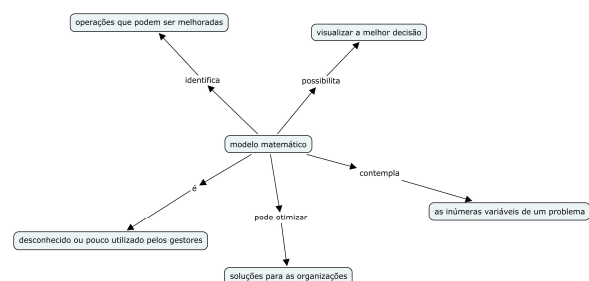 operações que podem ser melhoradas
visualizar a melhor decisão
identifica
possibilita
modelo matemático
contempla
é
as inúmeras variáveis de um problema
pode otimizar
desconhecido ou pouco utilizado pelos gestores
soluções para as organizações